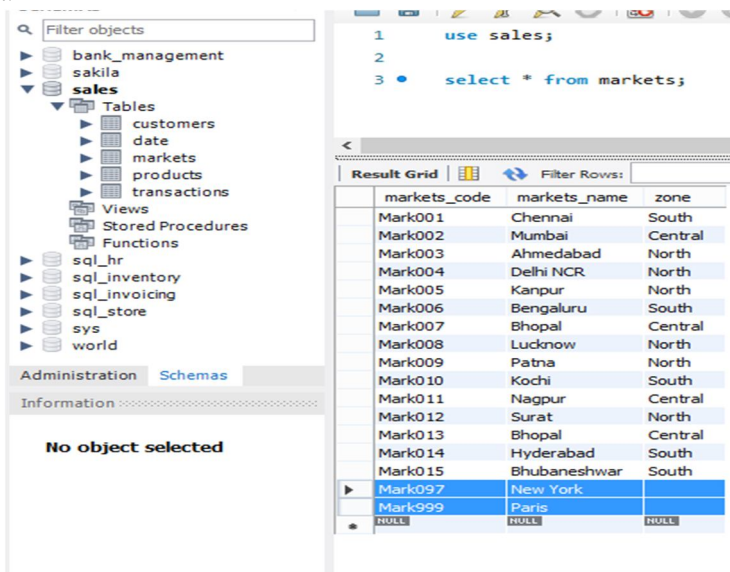 Filter objects
bank_management
sakila
sales
Tables
customers
date
markets
products
transactions
Views
Stored Procedures
Functions
sql_hr
sql_inventory
sql_invoicing
sql_store
sys
world
Administration Schemas
Information
No object selected
1 use sales;
2
3 select * from markets;
Result Grid Filter Rows:
markets_code markets_name zone
Mark001 Chennai South
Mark002 Mumbai Central
Mark003 Ahmedabad North
Mark004 Delhi NCR North
Mark005 Kanpur North
Mark006 Bengaluru South
Mark007 Bhopal Central
Mark008 Lucknow North
Mark009 Patna North
Mark010 Kochi South
Mark011 Nagpur Central
Mark012 Surat North
Mark013 Bhopal Central
Mark014 Hyderabad South
Mark015 Bhubaneshwar South
Mark097 New York
Mark999 Paris
NULL NULL NULL